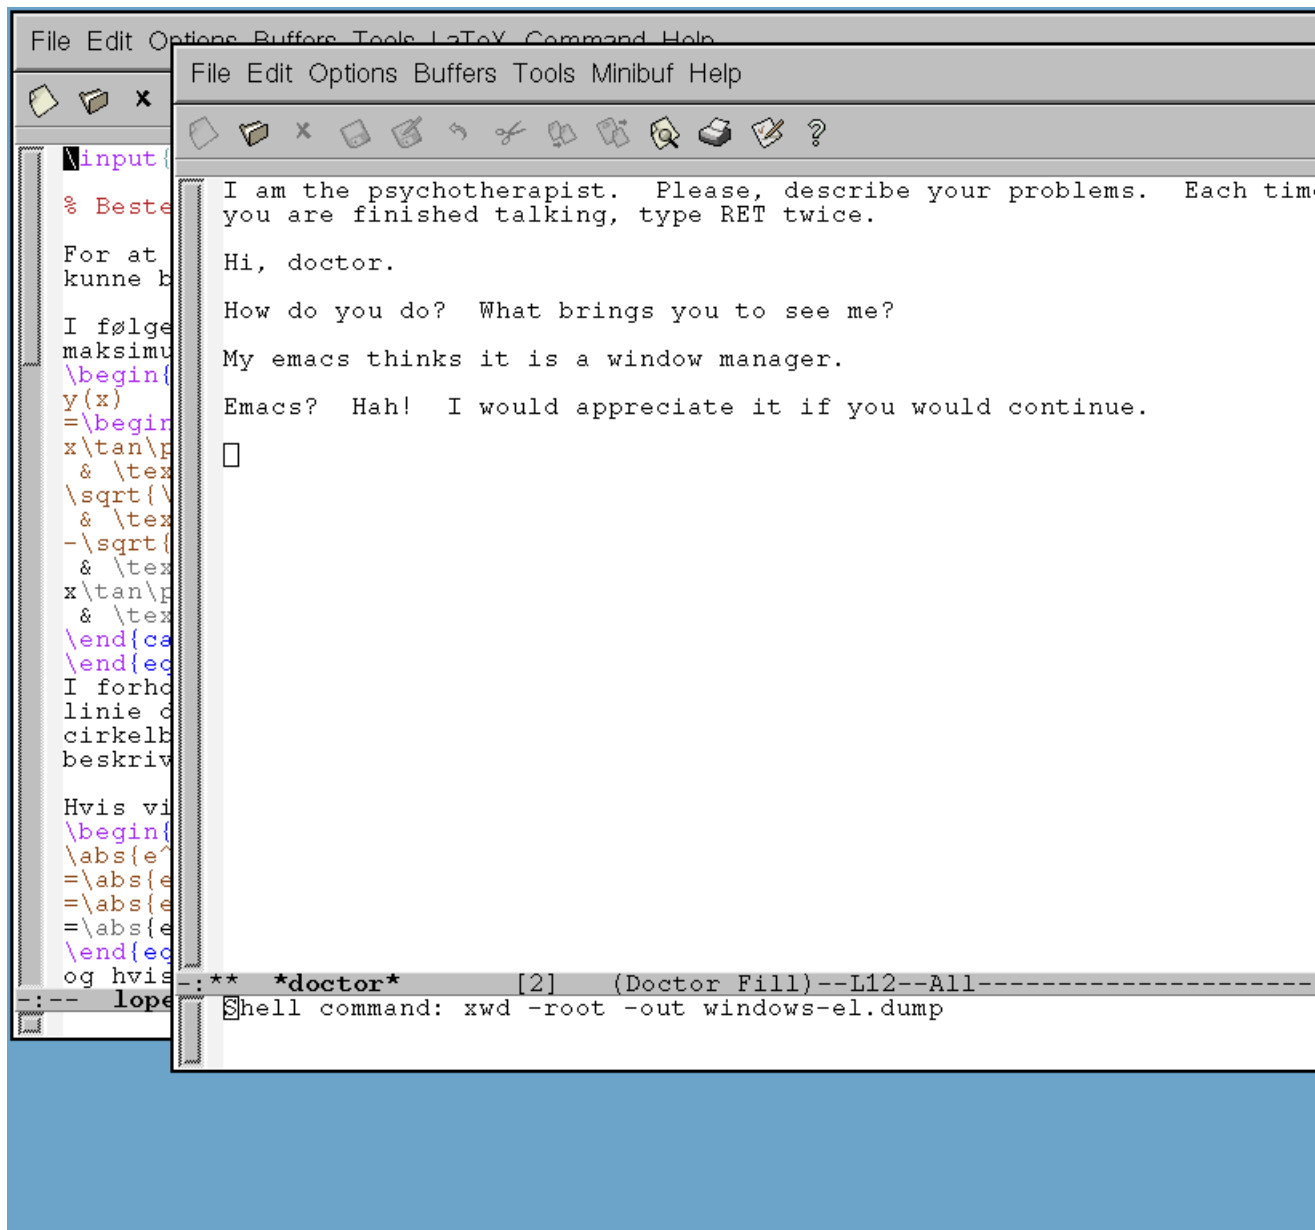 File Edit Options Buffers Tools LaTeX Command Help
\input{
% Beste
For at
kunne b
I følge
maksimu
\begin{
y(x)
=\begin
x\tan\p
& \tex
\sqrt{\
& \tex
-\sqrt{
& \tex
x\tan\p
& \tex
\end{ca
\end{eq
I forho
linie d
cirkelb
beskriv
Hvis vi
\begin{
\abs{e^
=\abs{e
=\abs{e
=\abs{e
\end{eq
og hvis
-:-- lope
File Edit Options Buffers Tools Minibuf Help
I am the psychotherapist.  Please, describe your problems.  Each time
you are finished talking, type RET twice.
Hi, doctor.
How do you do?  What brings you to see me?
My emacs thinks it is a window manager.
Emacs?  Hah!  I would appreciate it if you would continue.
-:** *doctor* [2] (Doctor Fill)--L12--All---------------------
Shell command: xwd -root -out windows-el.dump